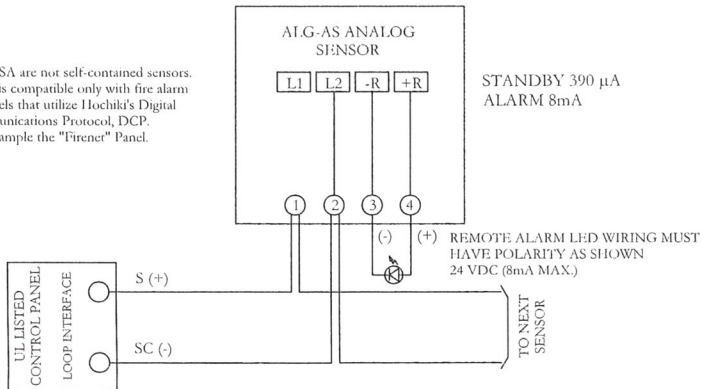 ALG-AS ANALOG
SENSOR
L1 L2 -R +R
SA are not self-contained sensors.
is compatible only with fire alarm
els that utilize Hochiki's Digital
unications Protocol, DCP.
ample the "Firenet" Panel.
STANDBY 390 µA
ALARM 8mA
1 2 3 4
(-) (+)
REMOTE ALARM LED WIRING MUST
HAVE POLARITY AS SHOWN
24 VDC (8mA MAX.)
UL LISTED
CONTROL PANEL
LOOP INTERFACE
S (+)
SC (-)
TO NEXT
SENSOR